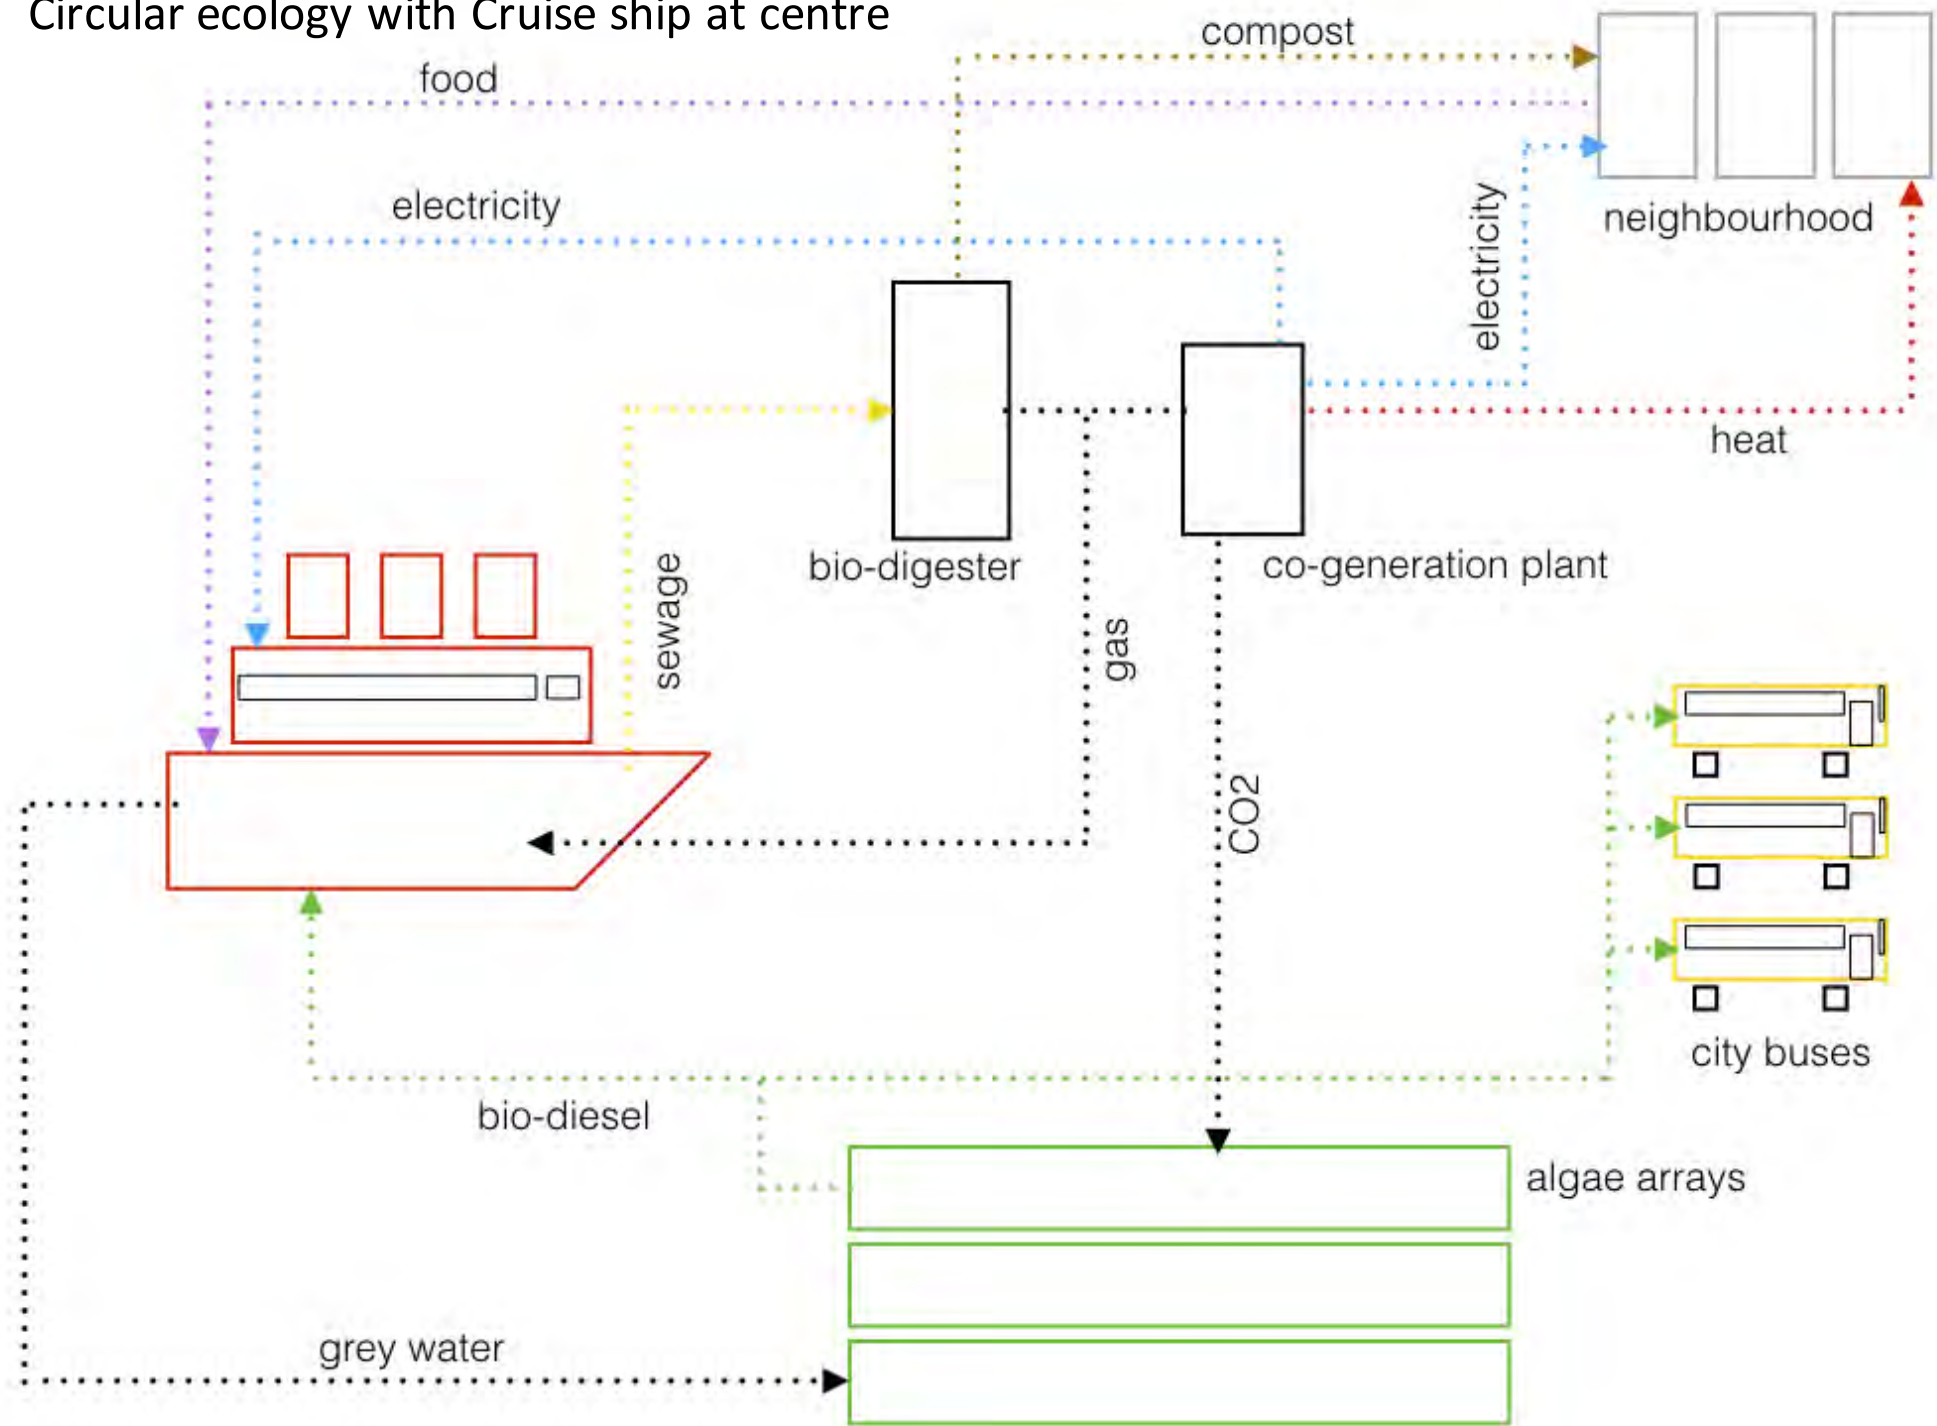 Circular ecology with Cruise ship at centre
compost
food
electricity
electricity
neighbourhood
heat
bio-digester
co-generation plant
sewage
gas
CO2
city buses
bio-diesel
algae arrays
grey water